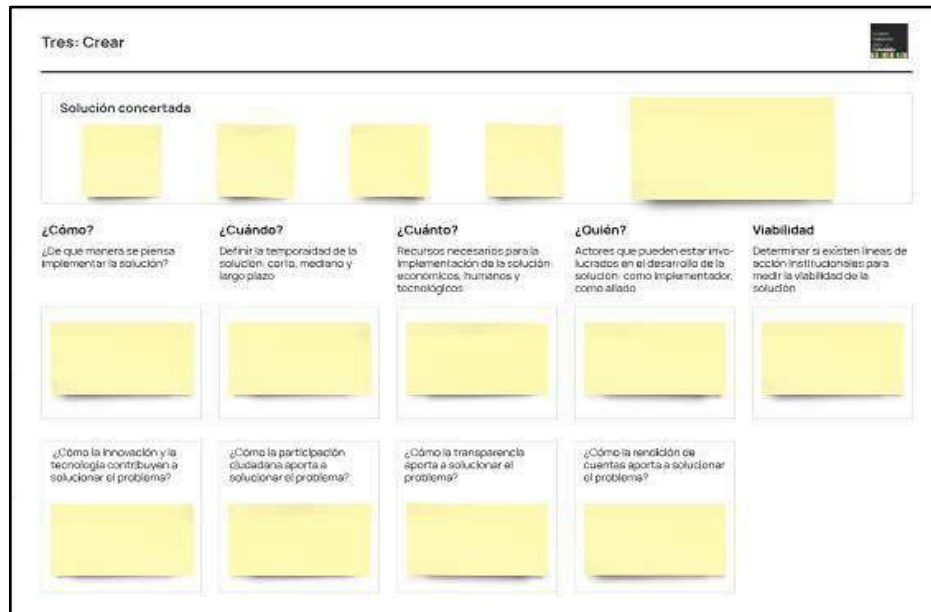 Tres: Crear
Solución concertada
¿Cómo?
¿De qué manera se piensa
implementar la solución?
¿Cuándo?
Definir la temporaidad de la
solución: corto, mediano y
largo plazo
¿Cuánto?
Recursos necesarios para la
implementación de la solución
económicos, humanos y
tecnológicos
¿Quién?
Actores que pueden estar invo-
lucrados en el desarrollo de la
solución: como implementador,
como aliado
Viabilidad
Determinar si existen líneas de
acción institucionales para
medir la viabilidad de la
solución
¿Cómo la innovación y la
tecnología contribuyen a
solucionar el problema?
¿Cómo la participación
ciudadana aporta a
solucionar el problema?
¿Cómo la transparencia
aporta a solucionar el
problema?
¿Cómo la rendición de
cuentas aporta a solucionar
el problema?